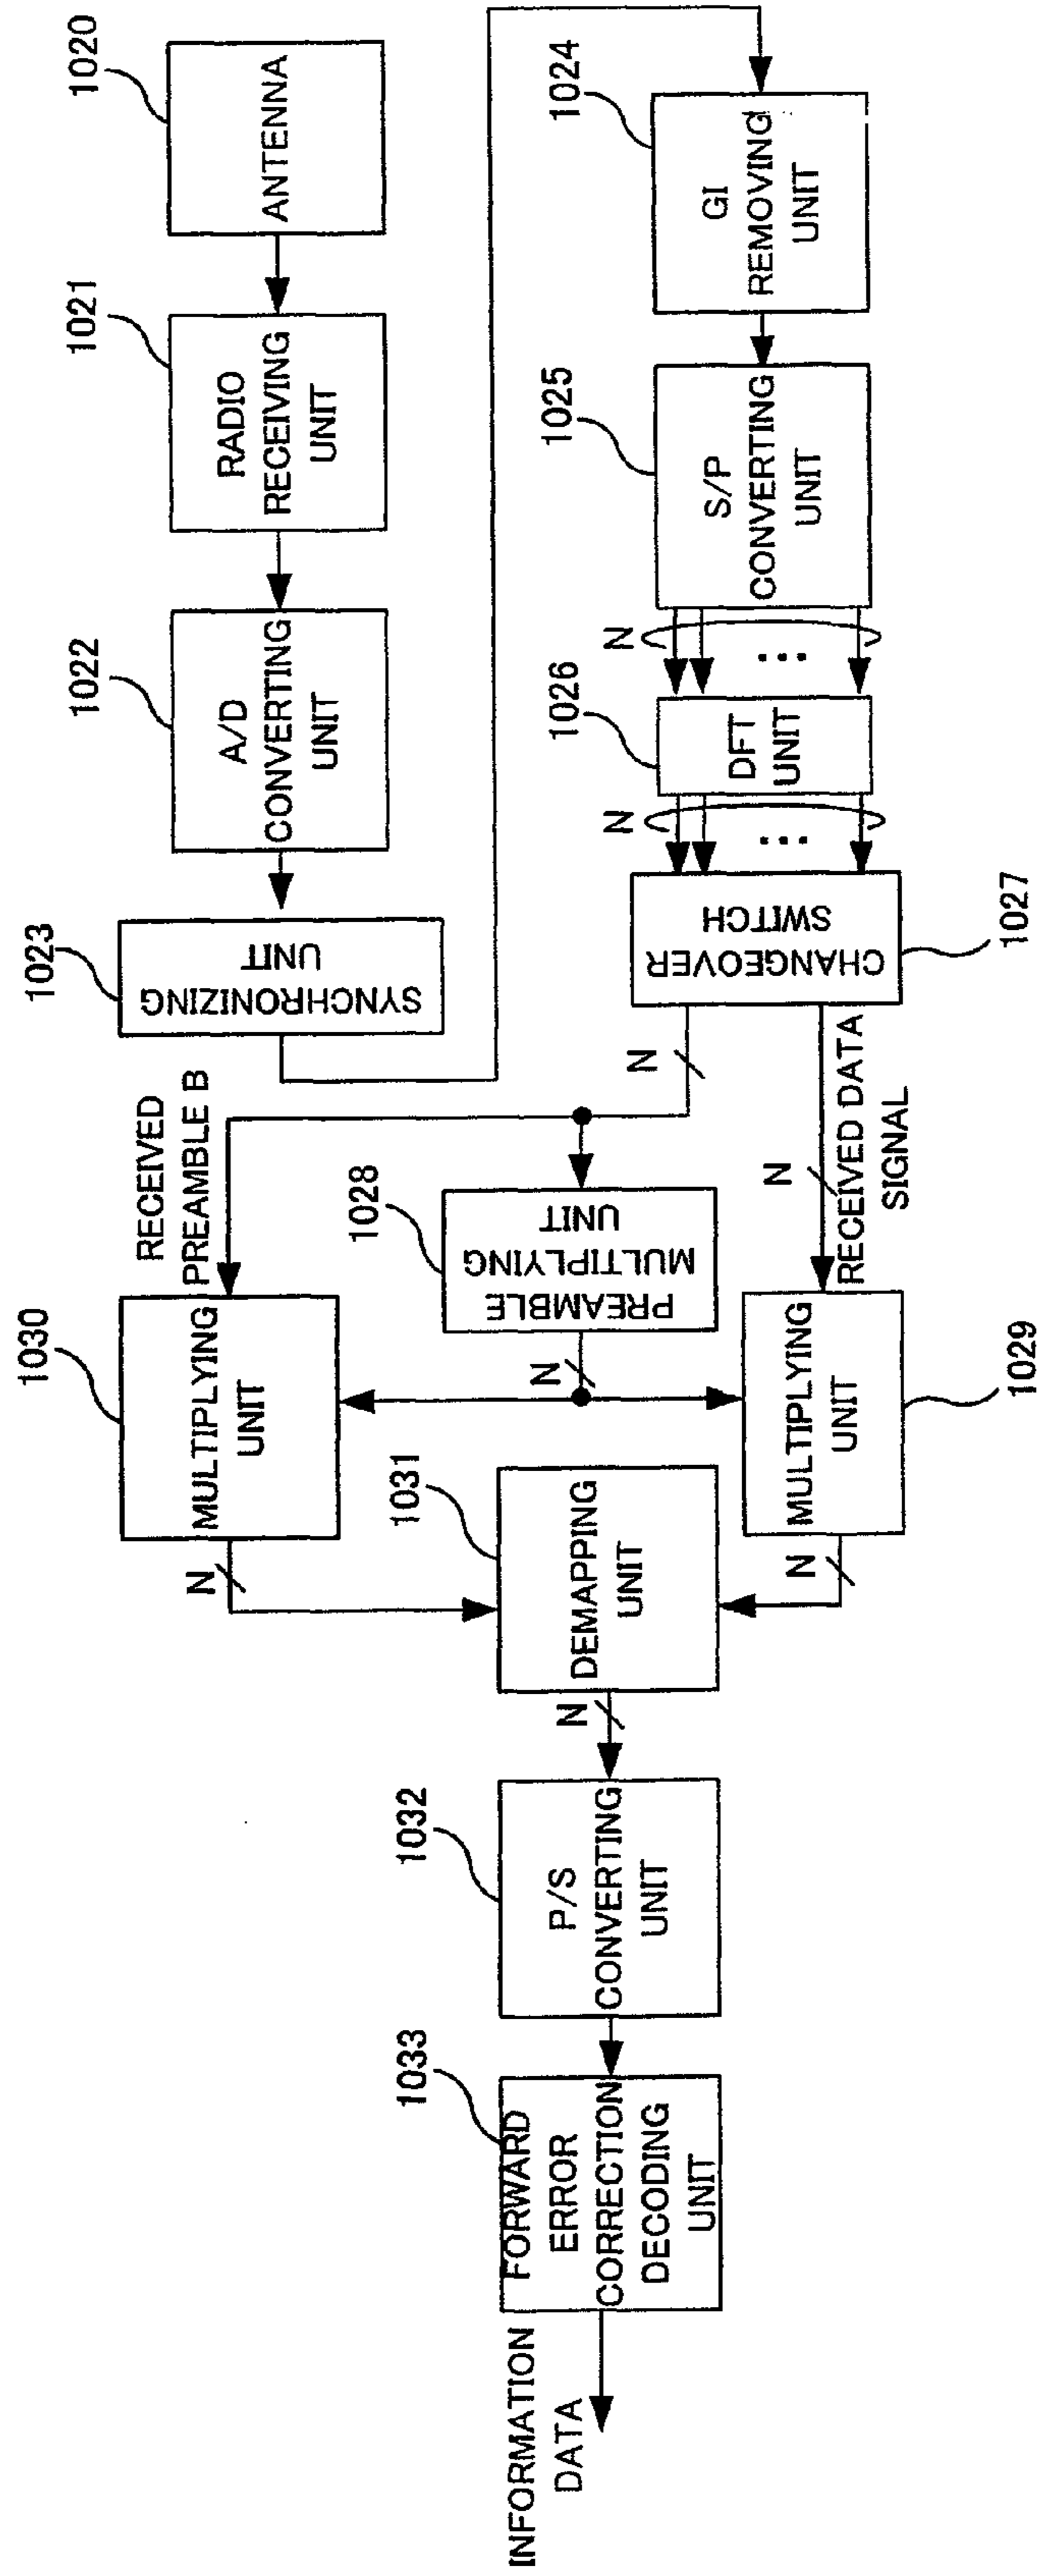 1020
ANTENNA
1021
RADIO
RECEIVING
UNIT
1022
A/D
CONVERTING
UNIT
1023
SYNCHRONIZING
UNIT
1024
GI
REMOVING
UNIT
1025
S/P
CONVERTING
UNIT
N
...
1026
DFT
UNIT
N
...
1027
CHANGEOVER
SWITCH
N
RECEIVED
PREAMBLE B
N
RECEIVED DATA
SIGNAL
1028
PREAMBLE
MULTIPLYING
UNIT
N
1030
MULTIPLYING
UNIT
N
1029
MULTIPLYING
UNIT
N
1031
DEMAPPING
UNIT
N
1032
P/S
CONVERTING
UNIT
1033
FORWARD
ERROR
CORRECTION
DECODING
UNIT
INFORMATION
DATA